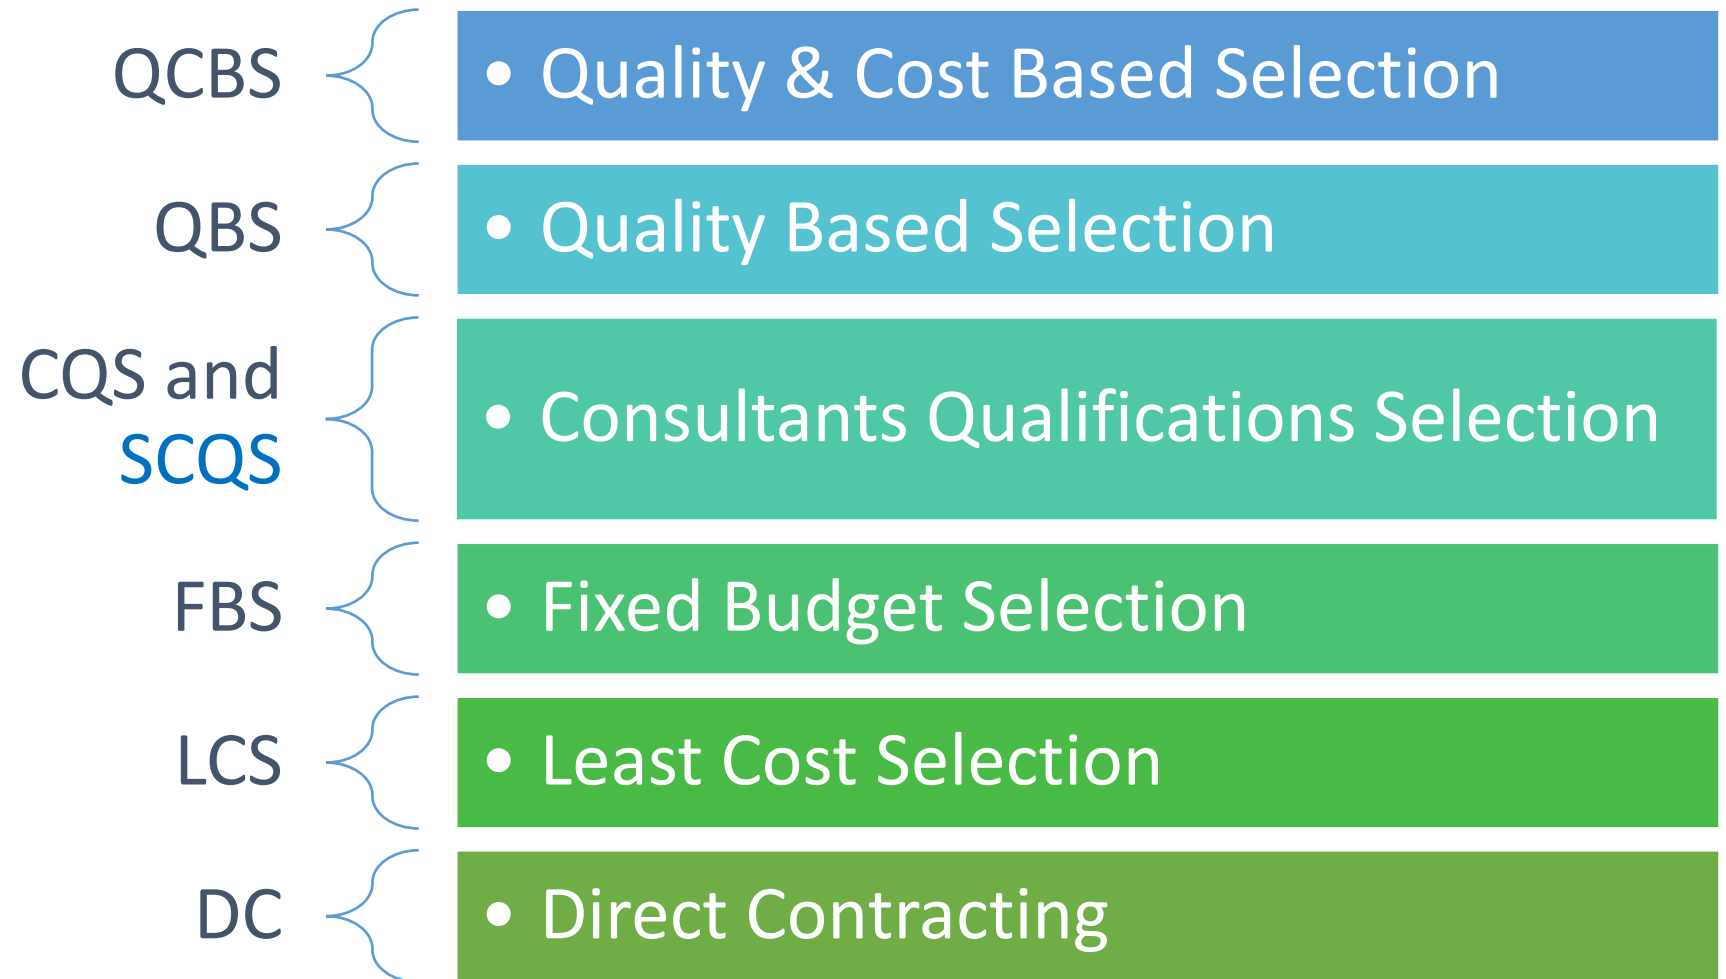 QCBS
• Quality & Cost Based Selection
QBS
• Quality Based Selection
CQS and
SCQS
• Consultants Qualifications Selection
FBS
• Fixed Budget Selection
LCS
• Least Cost Selection
DC
• Direct Contracting